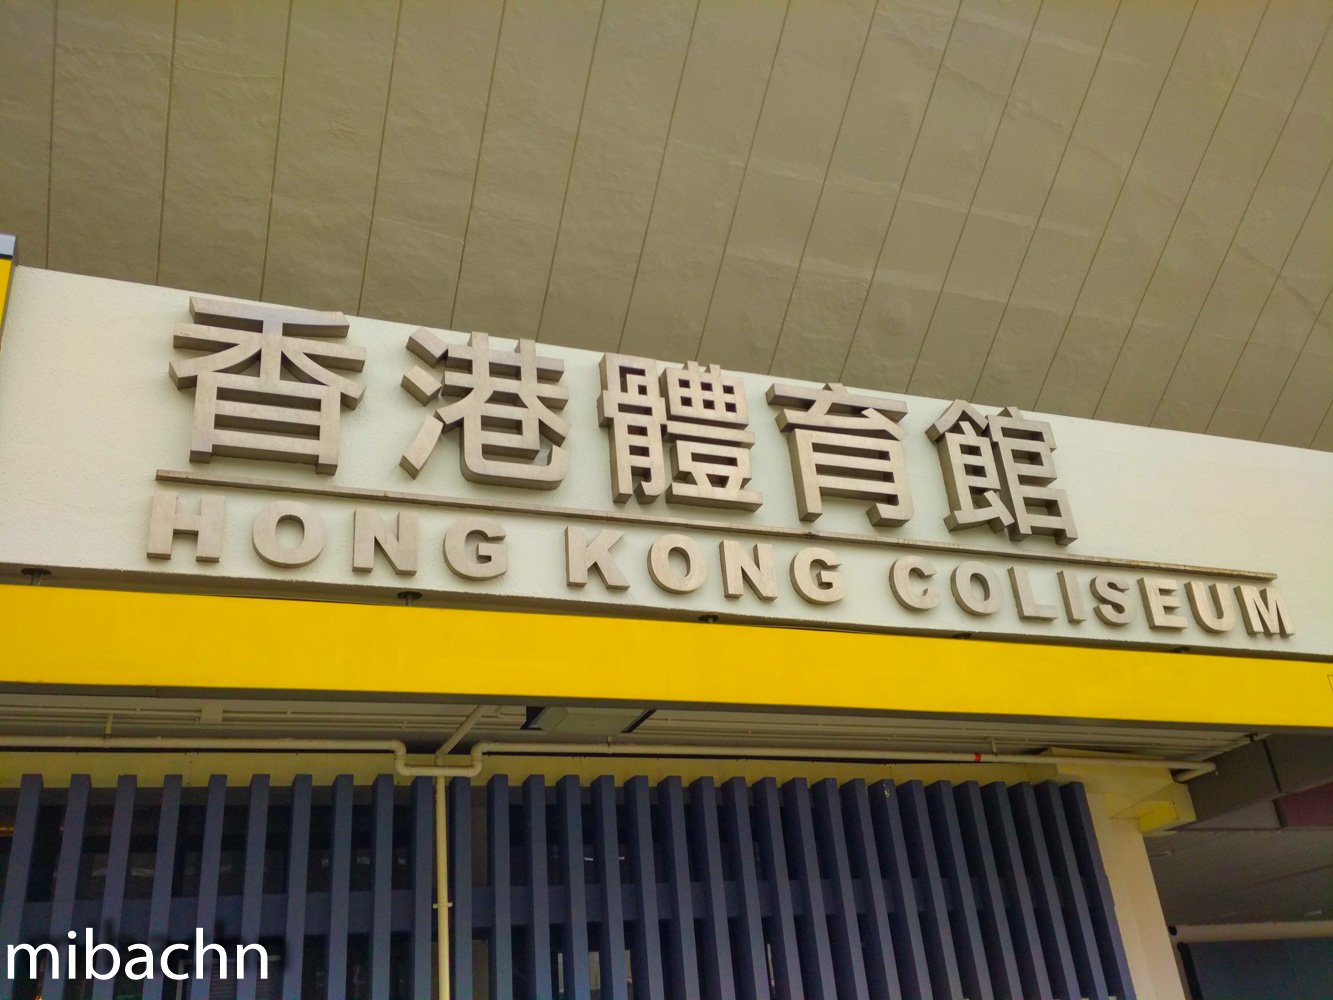 香港體育館
HONG KONG COLISEUM
mibachn